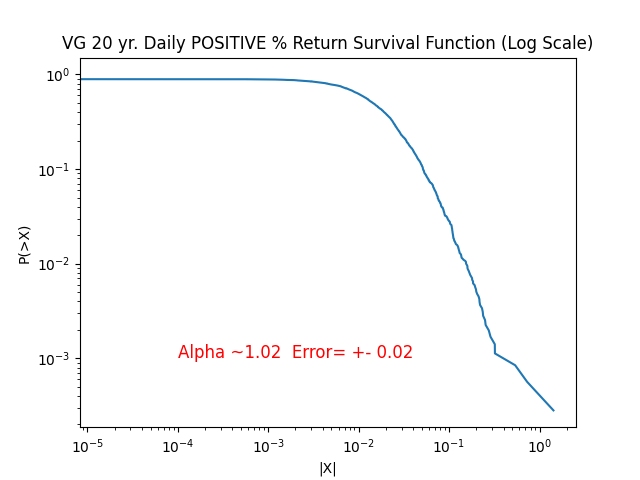 VG 20 yr. Daily POSITIVE % Return Survival Function (Log Scale)
10⁰
10⁻¹
10⁻²
10⁻³
P(>X)
Alpha ~1.02  Error= +- 0.02
10⁻⁵ 10⁻⁴ 10⁻³ 10⁻² 10⁻¹ 10⁰
|X|